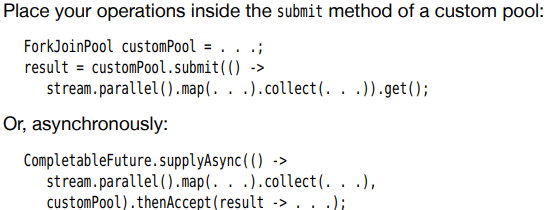 Place your operations inside the submit method of a custom pool:
ForkJoinPool customPool = . . .;
result = customPool.submit(() ->
stream.parallel().map(. . .).collect(. . .)).get();
Or, asynchronously:
CompletableFuture.supplyAsync(() ->
stream.parallel().map(. . .).collect(. . .),
customPool).thenAccept(result -> . . .);